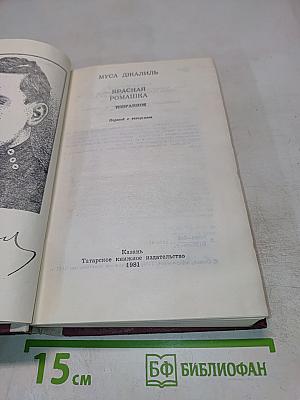 МУСА ДЖАЛИЛЬ
КРАСНАЯ
РОМАШКА
ИЗБРАННОЕ
Перевод с татарского
Казань
Татарское книжное издательство
1981
15 см
БФ БИБЛИОФАН